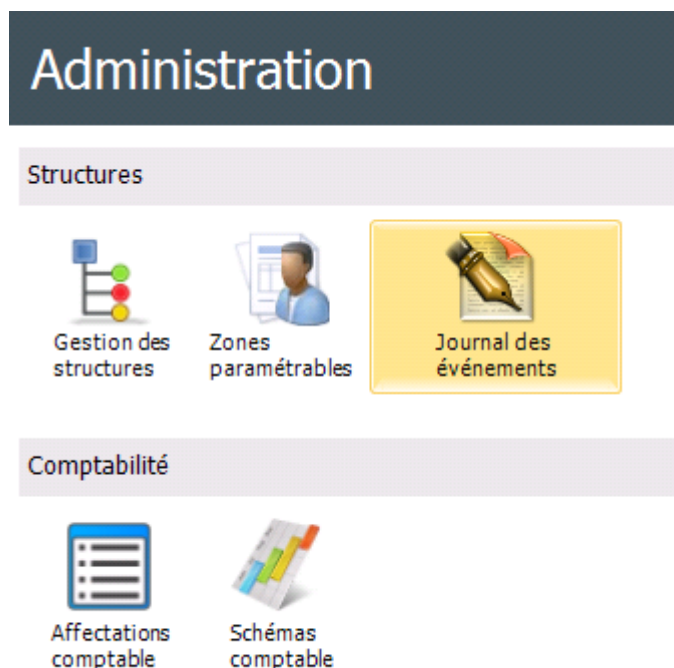 Administration
Structures
Gestion des
structures
Zones
paramétrables
Journal des
événements
Comptabilité
Affectations
comptable
Schémas
comptable